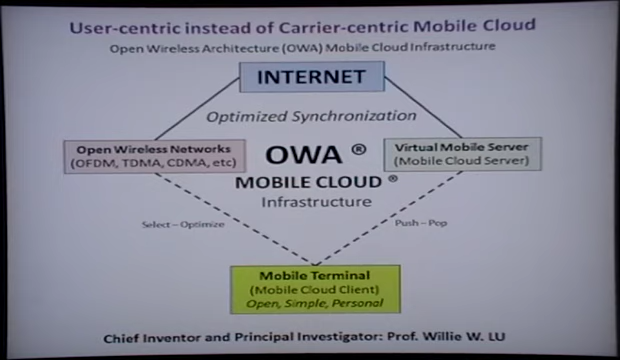 User-centric instead of Carrier-centric Mobile Cloud
Open Wireless Architecture (OWA) Mobile Cloud Infrastructure
INTERNET
Optimized Synchronization
Open Wireless Networks
(OFDM, TDMA, CDMA, etc)
OWA ®
Virtual Mobile Server
(Mobile Cloud Server)
MOBILE CLOUD ®
Infrastructure
Select – Optimize
Push – Pop
Mobile Terminal
(Mobile Cloud Client)
Open, Simple, Personal
Chief Inventor and Principal Investigator: Prof. Willie W. LU